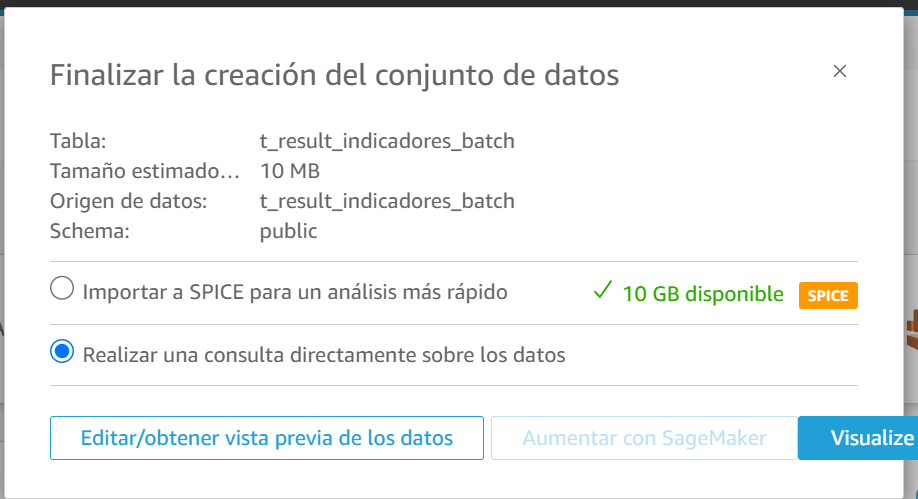 Finalizar la creación del conjunto de datos
Tabla: t_result_indicadores_batch
Tamaño estimado... 10 MB
Origen de datos: t_result_indicadores_batch
Schema: public
Importar a SPICE para un análisis más rápido 10 GB disponible SPICE
Realizar una consulta directamente sobre los datos
Editar/obtener vista previa de los datos Aumentar con SageMaker Visualize